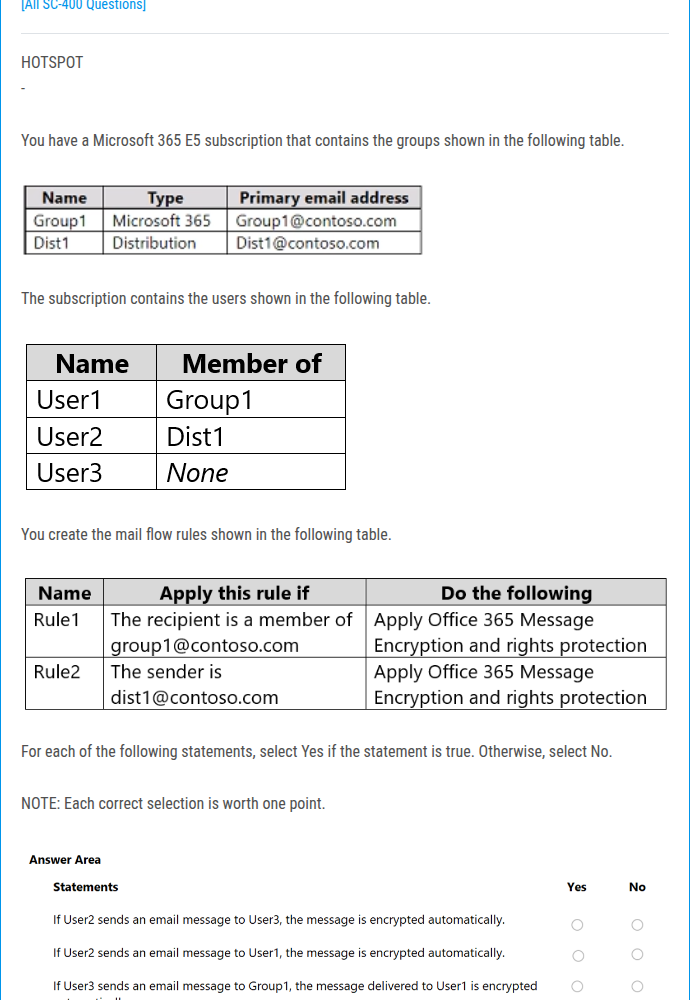 [All SC-400 Questions]
HOTSPOT
-
You have a Microsoft 365 E5 subscription that contains the groups shown in the following table.
Name Type Primary email address
Group1 Microsoft 365 Group1@contoso.com
Dist1 Distribution Dist1@contoso.com
The subscription contains the users shown in the following table.
Name Member of
User1 Group1
User2 Dist1
User3 None
You create the mail flow rules shown in the following table.
Name Apply this rule if Do the following
Rule1 The recipient is a member of Apply Office 365 Message
group1@contoso.com Encryption and rights protection
Rule2 The sender is Apply Office 365 Message
dist1@contoso.com Encryption and rights protection
For each of the following statements, select Yes if the statement is true. Otherwise, select No.
NOTE: Each correct selection is worth one point.
Answer Area
Statements Yes No
If User2 sends an email message to User3, the message is encrypted automatically.
If User2 sends an email message to User1, the message is encrypted automatically.
If User3 sends an email message to Group1, the message delivered to User1 is encrypted